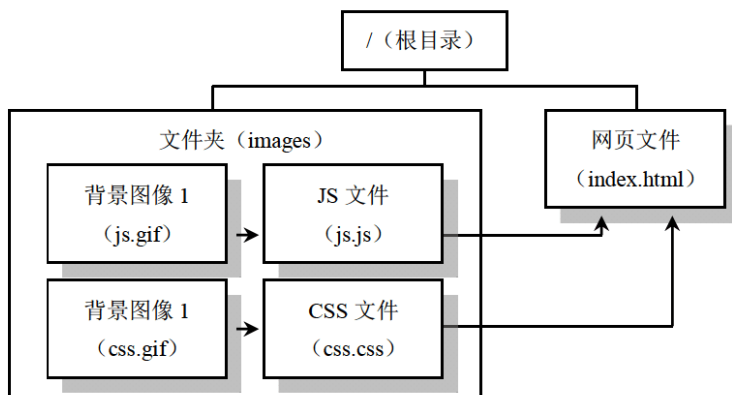 /（根目录）
文件夹（images）
网页文件
（index.html）
背景图像 1
（js.gif）
JS 文件
（js.js）
背景图像 1
（css.gif）
CSS 文件
（css.css）